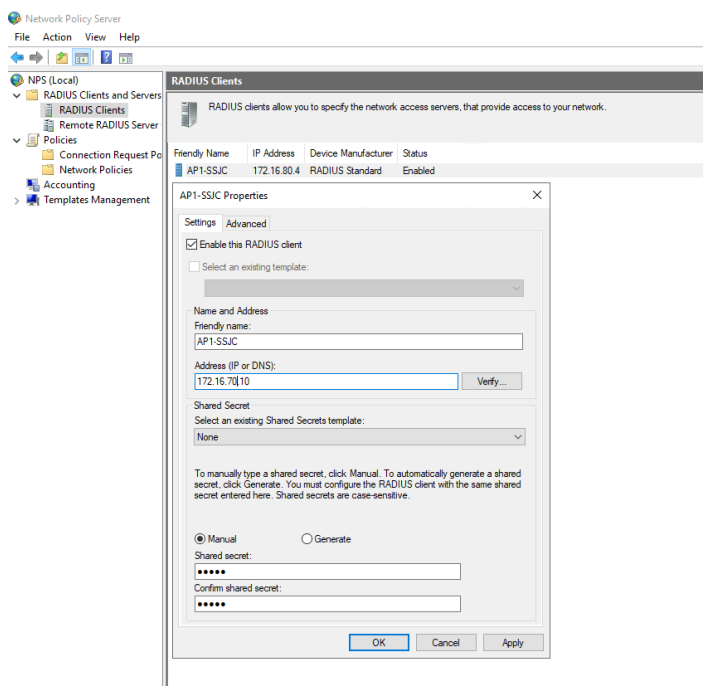 Network Policy Server
File Action View Help
NPS (Local)
RADIUS Clients and Servers
RADIUS Clients
Remote RADIUS Server
Policies
Connection Request Po
Network Policies
Accounting
Templates Management
RADIUS Clients
RADIUS clients allow you to specify the network access servers, that provide access to your network.
Friendly Name IP Address Device Manufacturer Status
AP1-SSJC 172.16.80.4 RADIUS Standard Enabled
AP1-SSJC Properties
Settings Advanced
Enable this RADIUS client
Select an existing template:
Name and Address
Friendly name:
AP1-SSJC
Address (IP or DNS):
172.16.70.10 Verify...
Shared Secret
Select an existing Shared Secrets template:
None
To manually type a shared secret, click Manual. To automatically generate a shared
secret, click Generate. You must configure the RADIUS client with the same shared
secret entered here. Shared secrets are case-sensitive.
Manual Generate
Shared secret:
•••••
Confirm shared secret:
•••••
OK Cancel Apply